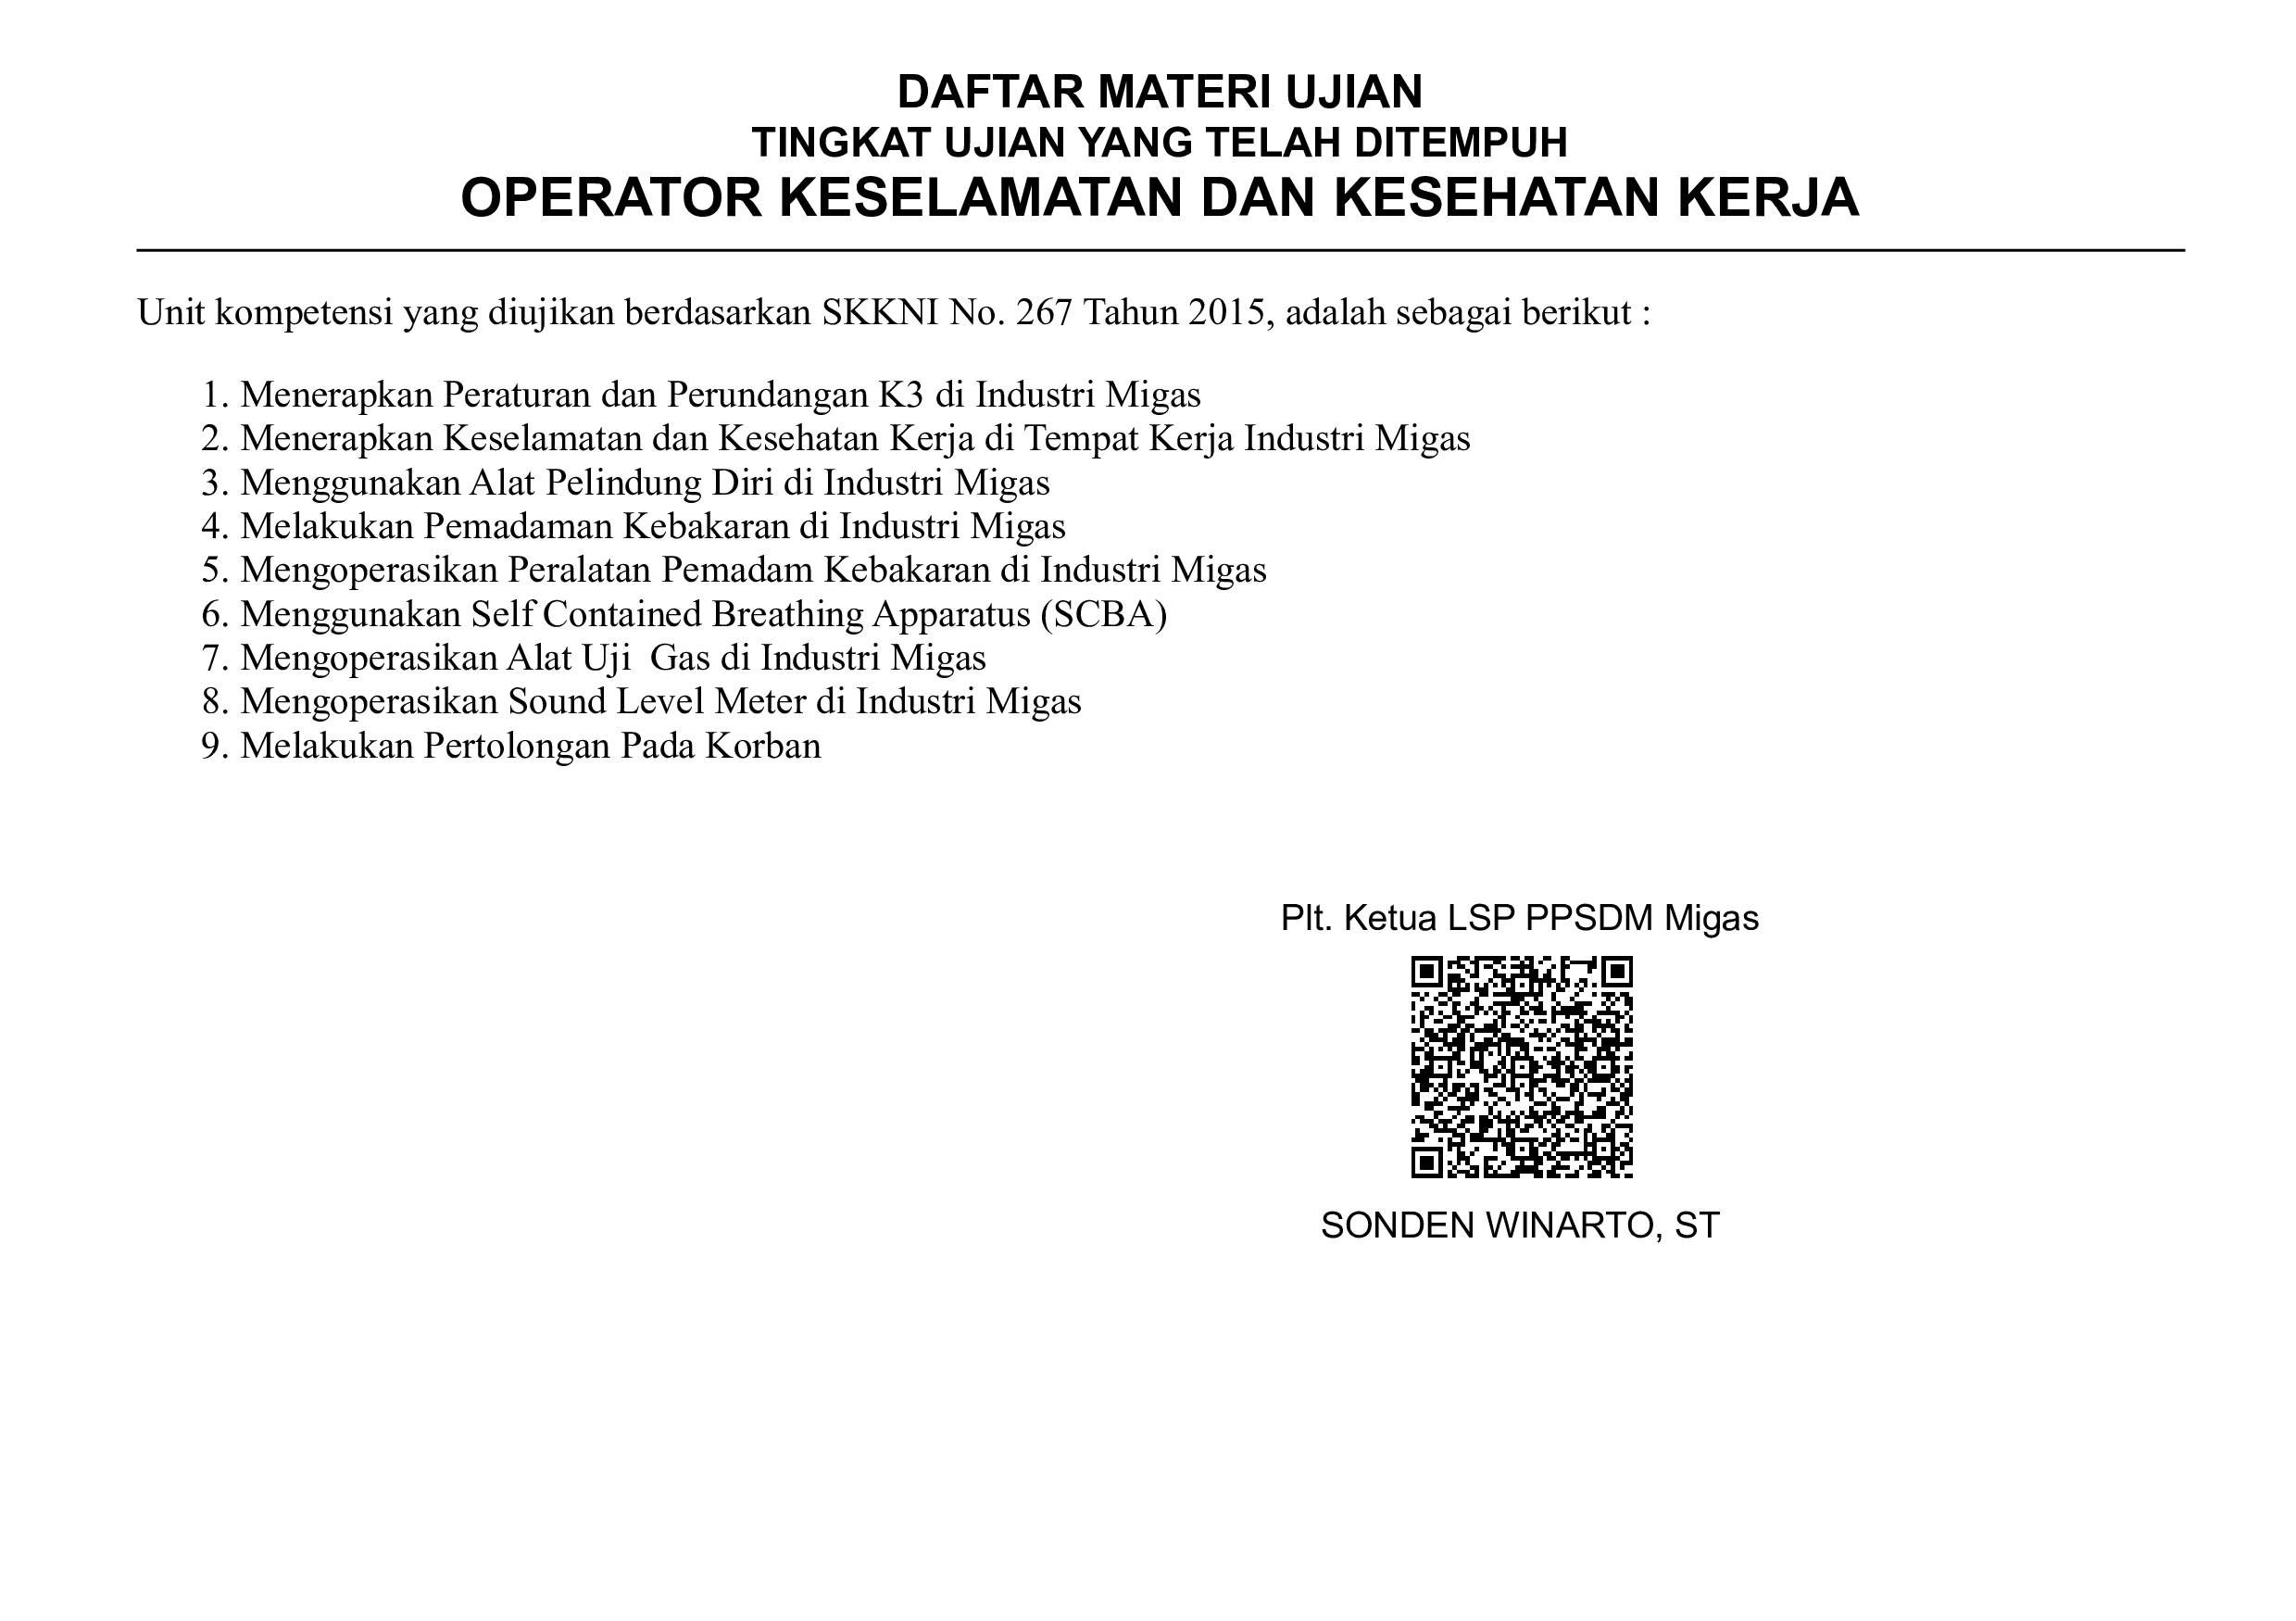 DAFTAR MATERI UJIAN
TINGKAT UJIAN YANG TELAH DITEMPUH
OPERATOR KESELAMATAN DAN KESEHATAN KERJA
Unit kompetensi yang diujikan berdasarkan SKKNI No. 267 Tahun 2015, adalah sebagai berikut :
1. Menerapkan Peraturan dan Perundangan K3 di Industri Migas
2. Menerapkan Keselamatan dan Kesehatan Kerja di Tempat Kerja Industri Migas
3. Menggunakan Alat Pelindung Diri di Industri Migas
4. Melakukan Pemadaman Kebakaran di Industri Migas
5. Mengoperasikan Peralatan Pemadam Kebakaran di Industri Migas
6. Menggunakan Self Contained Breathing Apparatus (SCBA)
7. Mengoperasikan Alat Uji  Gas di Industri Migas
8. Mengoperasikan Sound Level Meter di Industri Migas
9. Melakukan Pertolongan Pada Korban
Plt. Ketua LSP PPSDM Migas
SONDEN WINARTO, ST